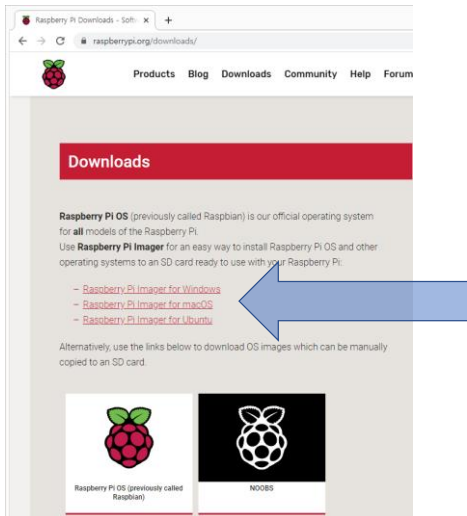 Raspberry Pi Downloads - Softw
raspberrypi.org/downloads/
Products Blog Downloads Community Help Forum
Downloads
Raspberry Pi OS (previously called Raspbian) is our official operating system
for all models of the Raspberry Pi.
Use Raspberry Pi Imager for an easy way to install Raspberry Pi OS and other
operating systems to an SD card ready to use with your Raspberry Pi:
– Raspberry Pi Imager for Windows
– Raspberry Pi Imager for macOS
– Raspberry Pi Imager for Ubuntu
Alternatively, use the links below to download OS images which can be manually
copied to an SD card.
Raspberry Pi OS (previously called
Raspbian)
NOOBS